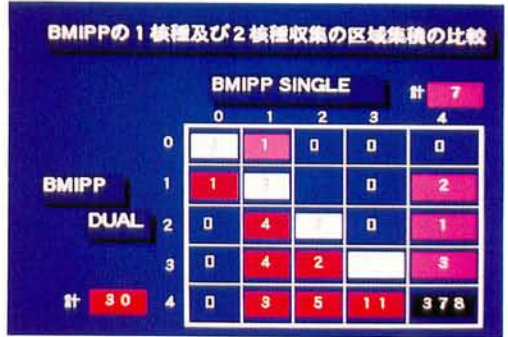 BMIPPの1核種及び2核種収集の区域集積の比較
BMIPP SINGLE 計 7
0 1 2 3 4
0 1 0 0 0
BMIPP 1 1 0 2
DUAL 2 0 4 0 1
3 0 4 2 3
計 30 4 0 3 5 11 378